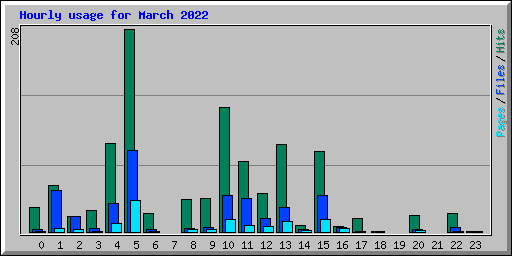 Hourly usage for March 2022
208
Pages/Files/Hits
0 1 2 3 4 5 6 7 8 9 10 11 12 13 14 15 16 17 18 19 20 21 22 23